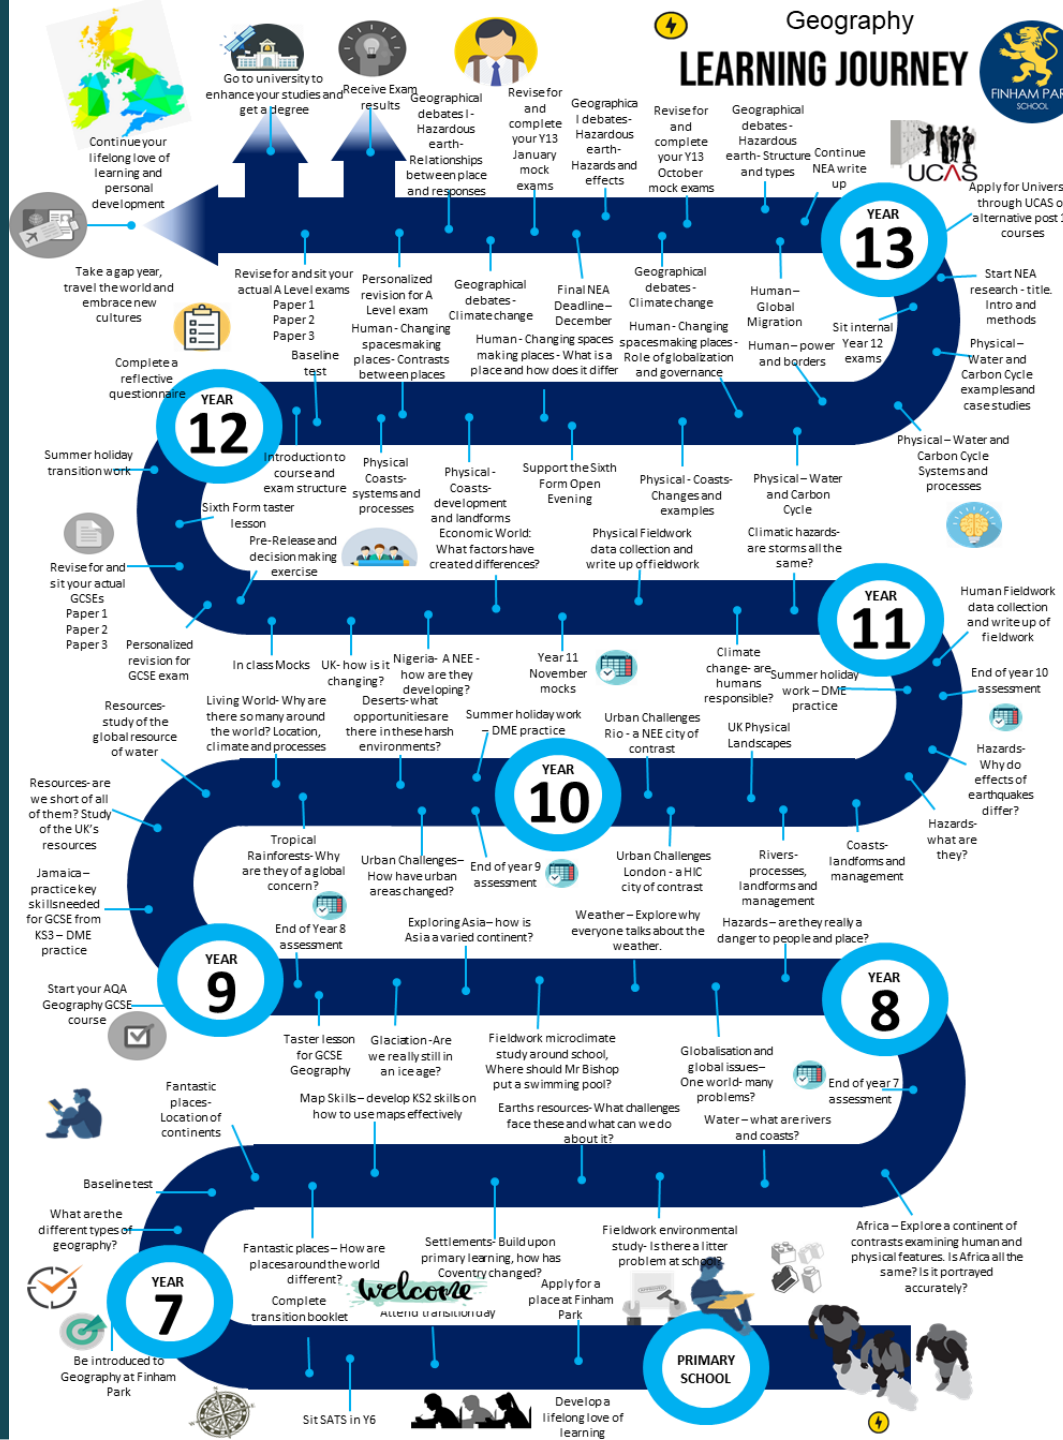 Geography
LEARNING JOURNEY
FINHAM PAR
SCHOOL
Go to university to
enhance your studies and
get a degree
Receive Exam
results
Geographical
debates I -
Hazardous
earth-
Relationships
between place
and responses
Revise for
and
complete
your Y13
January
mock
exams
Geographica
l debates-
Hazardous
earth-
Hazards and
effects
Revise for
and
complete
your Y13
October
mock exams
Geographical
debates -
Hazardous
earth- Structure
and types
Continue
NEA write
up
UCAS
Continue your
lifelong love of
learning and
personal
development
YEAR
13
Apply for Univers
through UCAS o
alternative post 1
courses
Take a gap year,
travel the world and
embrace new
cultures
Revise for and sit your
actual A Level exams
Paper 1
Paper 2
Paper 3
Personalized
revision for A
Level exam
Geographical
debates -
Climate change
Final NEA
Deadline –
December
Geographical
debates -
Climate change
Human –
Global
Migration
Sit internal
Year 12
exams
Start NEA
research - title.
Intro and
methods
Complete a
reflective
questionnaire
Baseline
test
Human - Changing
spaces making
places - Contrasts
between places
Human - Changing spaces
making places - What is a
place and how does it differ
Human - Changing
spaces making places -
Role of globalization
and governance
Human – power
and borders
Physical –
Water and
Carbon Cycle
examples and
case studies
YEAR
12
Summer holiday
transition work
Introduction to
course and
exam structure
Physical
Coasts-
systems and
processes
Physical -
Coasts-
development
and landforms
Support the Sixth
Form Open
Evening
Physical - Coasts-
Changes and
examples
Physical – Water
and Carbon
Cycle
Physical – Water and
Carbon Cycle
Systems and
processes
Sixth Form taster
lesson
Pre-Release and
decision making
exercise
Economic World:
What factors have
created differences?
Physical Fieldwork
data collection and
write up of fieldwork
Climatic hazards-
are storms all the
same?
Revise for and
sit your actual
GCSEs
Paper 1
Paper 2
Paper 3
YEAR
11
Human Fieldwork
data collection
and write up of
fieldwork
Personalized
revision for
GCSE exam
In class Mocks
UK- how is it
changing?
Nigeria- A NEE -
how are they
developing?
Year 11
November
mocks
Climate
change- are
humans
responsible?
Summer holiday
work – DME
practice
End of year 10
assessment
Resources-
study of the
global resource
of water
Living World- Why are
there so many around
the world? Location,
climate and processes
Deserts- what
opportunities are
there in these harsh
environments?
Summer holiday work
– DME practice
Urban Challenges
Rio - a NEE city of
contrast
UK Physical
Landscapes
Hazards-
Why do
effects of
earthquakes
differ?
YEAR
10
Resources- are
we short of all
of them? Study
of the UK's
resources
Tropical
Rainforests- Why
are they of a global
concern?
Urban Challenges–
How have urban
areas changed?
End of year 9
assessment
Urban Challenges
London - a HIC
city of contrast
Rivers-
processes,
landforms and
management
Coasts-
landforms and
management
Hazards-
what are
they?
Jamaica –
practice key
skills needed
for GCSE from
KS3 – DME
practice
End of Year 8
assessment
Exploring Asia – how is
Asia a varied continent?
Weather – Explore why
everyone talks about the
weather.
Hazards – are they really a
danger to people and place?
YEAR
9
YEAR
8
Start your AQA
Geography GCSE
course
Taster lesson
for GCSE
Geography
Glaciation -Are
we really still in
an ice age?
Fieldwork microclimate
study around school,
Where should Mr Bishop
put a swimming pool?
Globalisation and
global issues –
One world- many
problems?
End of year 7
assessment
Fantastic
places-
Location of
continents
Map Skills – develop KS2 skills on
how to use maps effectively
Earths resources- What challenges
face these and what can we do
about it?
Water – what are rivers
and coasts?
Baseline test
What are the
different types of
geography?
Fantastic places – How are
places around the world
different?
Settlements- Build upon
primary learning, how has
Coventry changed?
Fieldwork environmental
study- Is there a litter
problem at school?
Africa – Explore a continent of
contrasts examining human and
physical features. Is Africa all the
same? Is it portrayed
accurately?
YEAR
7
Complete
transition booklet
welcome
Attend transition day
Apply for a
place at Finham
Park
PRIMARY
SCHOOL
Be introduced to
Geography at Finham
Park
Sit SATS in Y6
Develop a
lifelong love of
learning